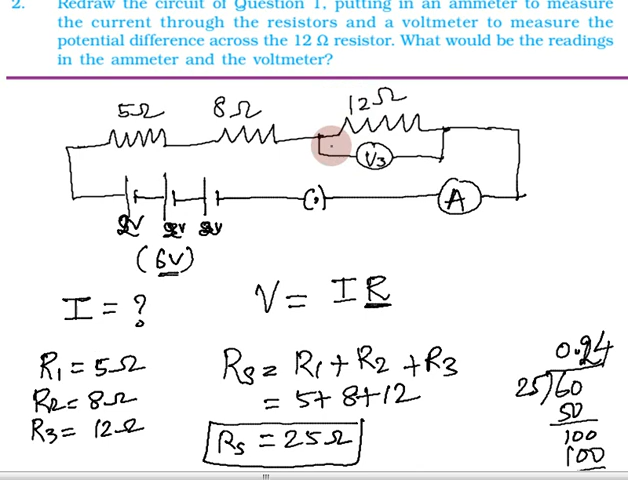 2. Redraw the circuit of Question 1, putting in an ammeter to measure
the current through the resistors and a voltmeter to measure the
potential difference across the 12 Ω resistor. What would be the readings
in the ammeter and the voltmeter?
5Ω 8Ω 12Ω
V3
(·) A
2V 2V 2V
(6V)
I = ? V = IR
R1 = 5Ω Rs = R1 + R2 + R3 0.24
R2 = 8Ω = 5+ 8+12 25)60
R3 = 12Ω Rs = 25Ω 50
100
100